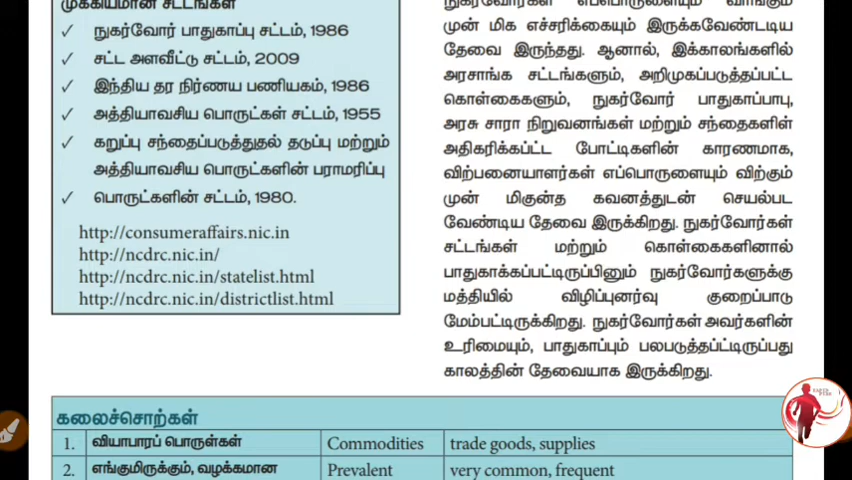 முக்கியமான சட்டங்கள்
✓ நுகர்வோர் பாதுகாப்பு சட்டம், 1986
✓ சட்ட அளவீட்டு சட்டம், 2009
✓ இந்திய தர நிர்ணய பணியகம், 1986
✓ அத்தியாவசிய பொருட்கள் சட்டம், 1955
✓ கறுப்பு சந்தைப்படுத்துதல் தடுப்பு மற்றும்
அத்தியாவசிய பொருட்களின் பராமரிப்பு
✓ பொருட்களின் சட்டம், 1980.
http://consumeraffairs.nic.in
http://ncdrc.nic.in/
http://ncdrc.nic.in/statelist.html
http://ncdrc.nic.in/districtlist.html
நுகர்வோர்கள் எப்பொருளையும் வாங்கும்
முன் மிக எச்சரிக்கையும் இருக்கவேண்டடிய
தேவை இருந்தது. ஆனால், இக்காலங்களில்
அரசாங்க சட்டங்களும், அறிமுகப்படுத்தப்பட்ட
கொள்கைகளும், நுகர்வோர் பாதுகாப்பாபு,
அரசு சாரா நிறுவனங்கள் மற்றும் சந்தைகளிள்
அதிகரிக்கப்ட்ட போட்டிகளின் காரணமாக,
விற்பனையாளர்கள் எப்பொருளையும் விற்கும்
முன் மிகுன்த கவனத்துடன் செயல்பட
வேண்டிய தேவை இருக்கிறது. நுகர்வோர்கள்
சட்டங்கள் மற்றும் கொள்கைகளினால்
பாதுகாக்கப்பட்டிருப்பினும் நுகர்வோர்களுக்கு
மத்தியில் விழிப்புனர்வு குறைப்பாடு
மேம்பட்டிருக்கிறது. நுகர்வோர்கள் அவர்களின்
உரிமையும், பாதுகாப்பும் பலபடுத்தப்ட்டிருப்பது
காலத்தின் தேவையாக இருக்கிறது.
கலைச்சொற்கள்
1. வியாபாரப் பொருள்கள் Commodities trade goods, supplies
2. எங்குமிருக்கும், வழக்கமான Prevalent very common, frequent